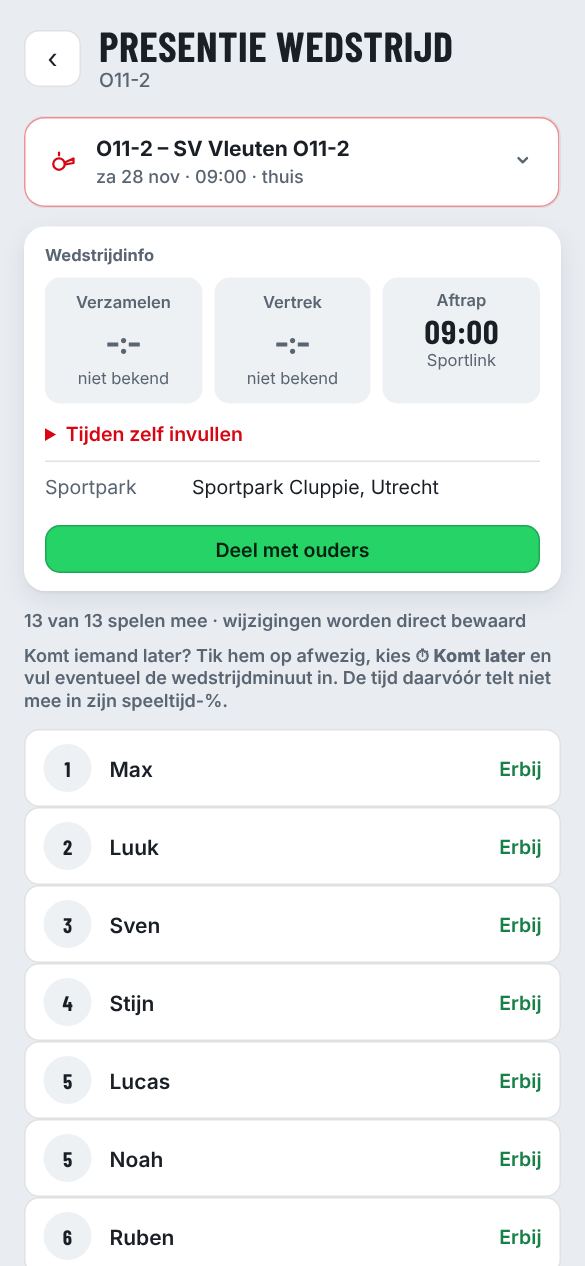 ‹
PRESENTIE WEDSTRIJD
O11-2
O11-2 – SV Vleuten O11-2
za 28 nov · 09:00 · thuis
Wedstrijdinfo
Verzamelen
–:–
niet bekend
Vertrek
–:–
niet bekend
Aftrap
09:00
Sportlink
▶ Tijden zelf invullen
Sportpark Sportpark Cluppie, Utrecht
Deel met ouders
13 van 13 spelen mee · wijzigingen worden direct bewaard
Komt iemand later? Tik hem op afwezig, kies ⏱ Komt later en
vul eventueel de wedstrijdminuut in. De tijd daarvóór telt niet
mee in zijn speeltijd-%.
1 Max Erbij
2 Luuk Erbij
3 Sven Erbij
4 Stijn Erbij
5 Lucas Erbij
5 Noah Erbij
6 Ruben Erbij